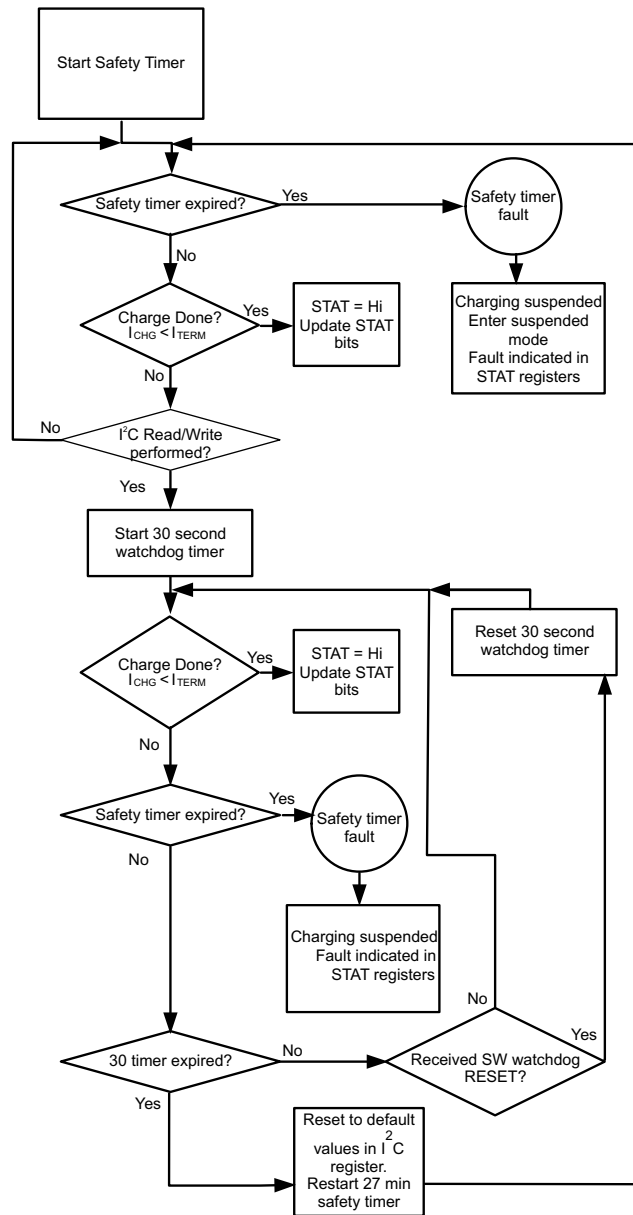 Start Safety Timer
Safety timer expired?
Yes
Safety timer
fault
No
Charging suspended
Enter suspended
mode
Fault indicated in
STAT registers
Charge Done?
I_CHG < I_TERM
Yes
STAT = Hi
Update STAT
bits
No
I²C Read/Write
performed?
No
Yes
Start 30 second
watchdog timer
Reset 30 second
watchdog timer
Charge Done?
I_CHG < I_TERM
Yes
STAT = Hi
Update STAT
bits
No
Safety timer expired?
Yes
Safety timer
fault
No
Charging suspended
Fault indicated in
STAT registers
30 timer expired?
No
Received SW watchdog
RESET?
No
Yes
Yes
Reset to default
values in I²C
register.
Restart 27 min
safety timer